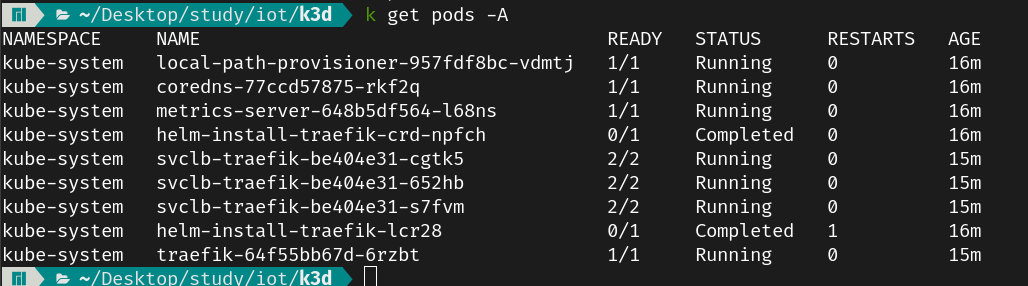 ~/Desktop/study/iot/k3d k get pods -A
NAMESPACE NAME READY STATUS RESTARTS AGE
kube-system local-path-provisioner-957fdf8bc-vdmtj 1/1 Running 0 16m
kube-system coredns-77ccd57875-rkf2q 1/1 Running 0 16m
kube-system metrics-server-648b5df564-l68ns 1/1 Running 0 16m
kube-system helm-install-traefik-crd-npfch 0/1 Completed 0 16m
kube-system svclb-traefik-be404e31-cgtk5 2/2 Running 0 15m
kube-system svclb-traefik-be404e31-652hb 2/2 Running 0 15m
kube-system svclb-traefik-be404e31-s7fvm 2/2 Running 0 15m
kube-system helm-install-traefik-lcr28 0/1 Completed 1 16m
kube-system traefik-64f55bb67d-6rzbt 1/1 Running 0 15m
~/Desktop/study/iot/k3d